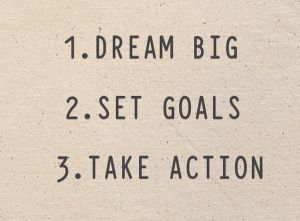 1.DREAM BIG
2.SET GOALS
3.TAKE ACTION